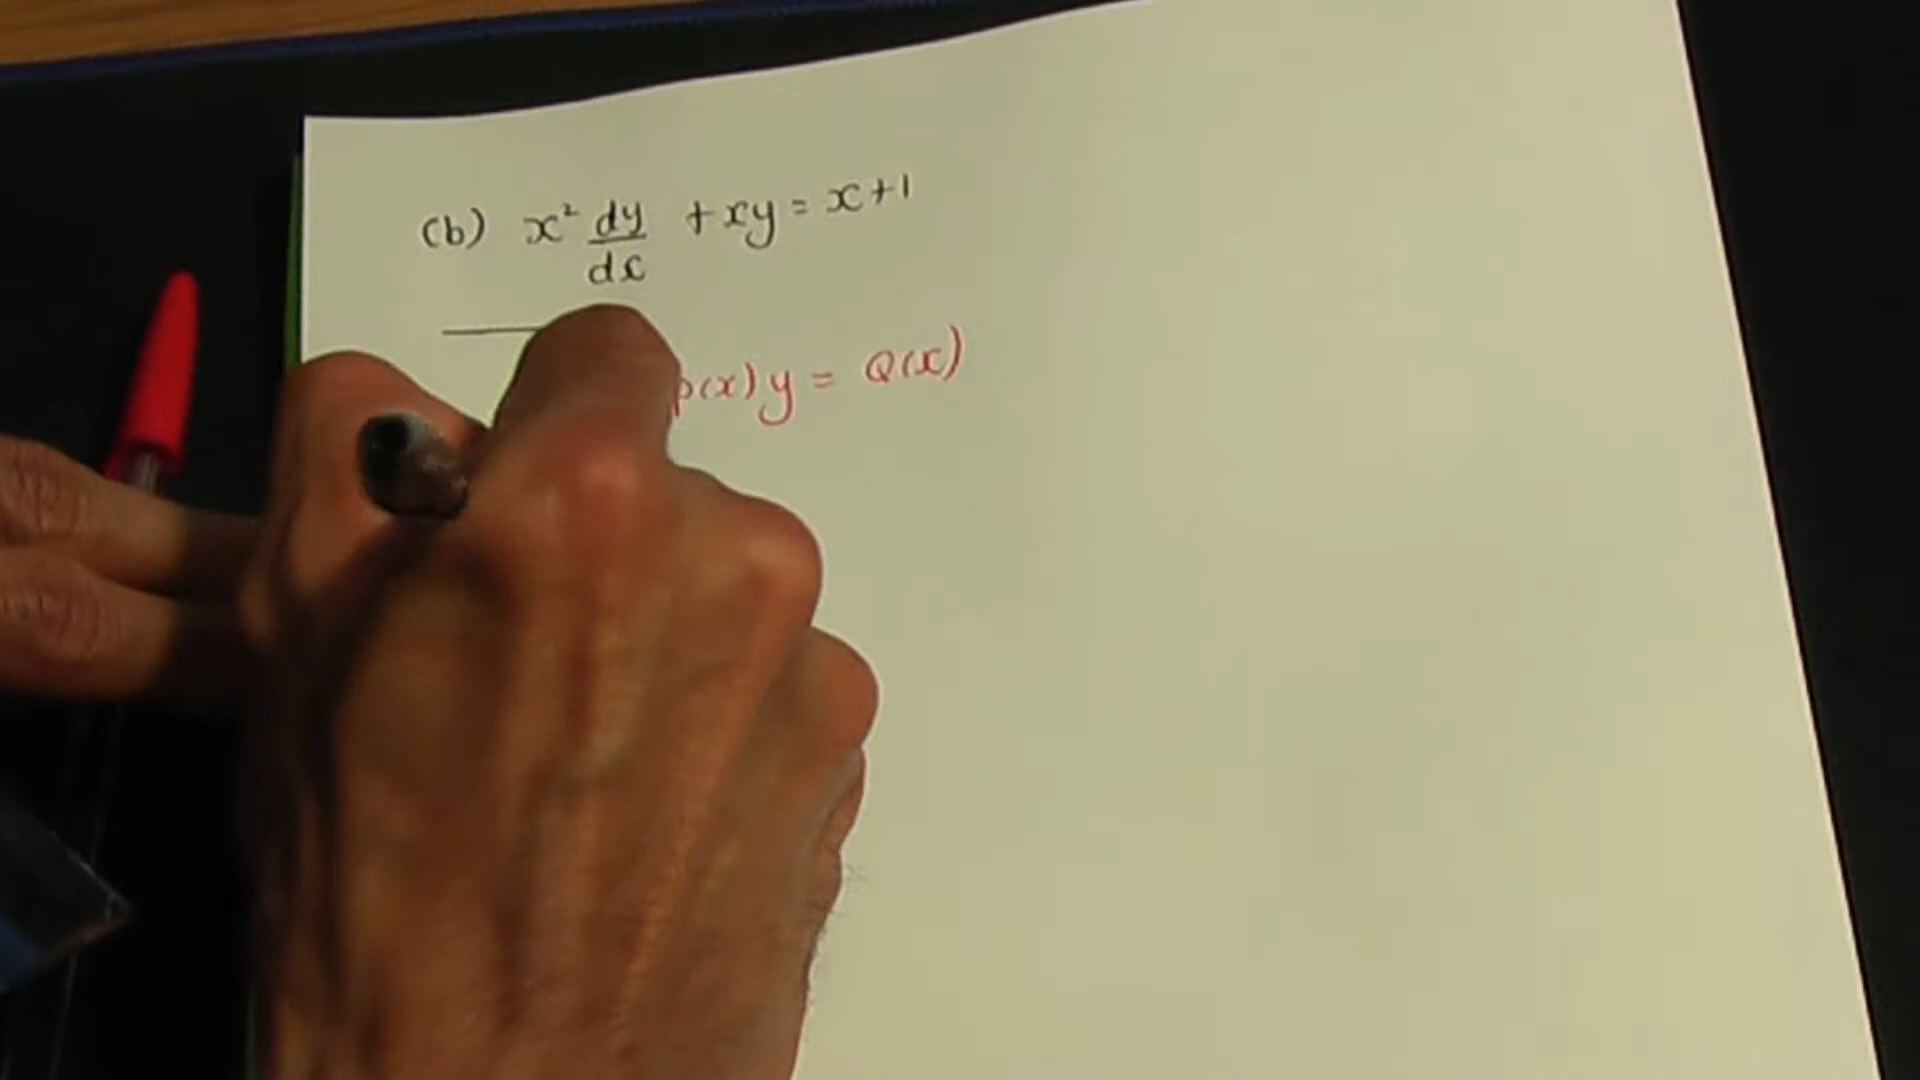 (b) x² dy/dx + xy = x+1
p(x) y = Q(x)